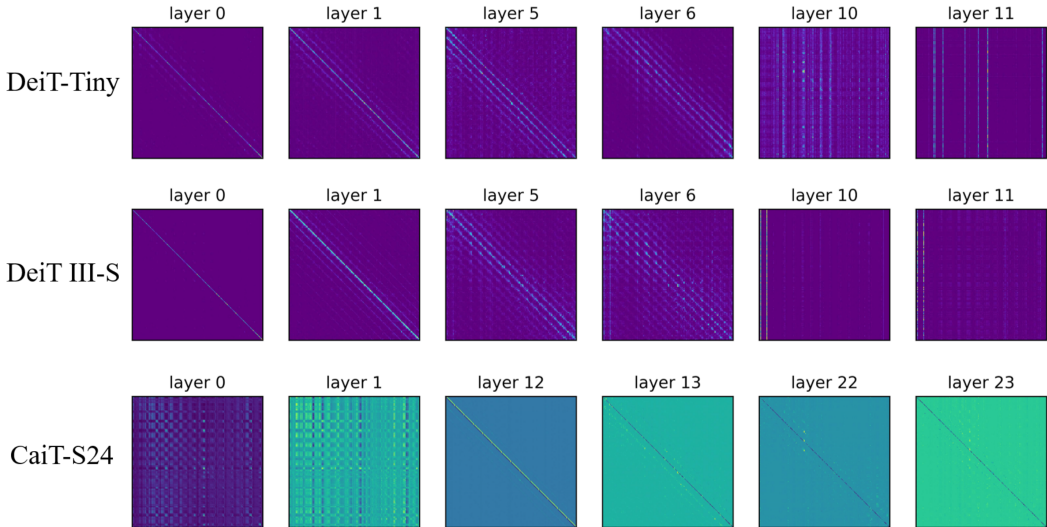 layer 0 layer 1 layer 5 layer 6 layer 10 layer 11
DeiT-Tiny
layer 0 layer 1 layer 5 layer 6 layer 10 layer 11
DeiT III-S
layer 0 layer 1 layer 12 layer 13 layer 22 layer 23
CaiT-S24